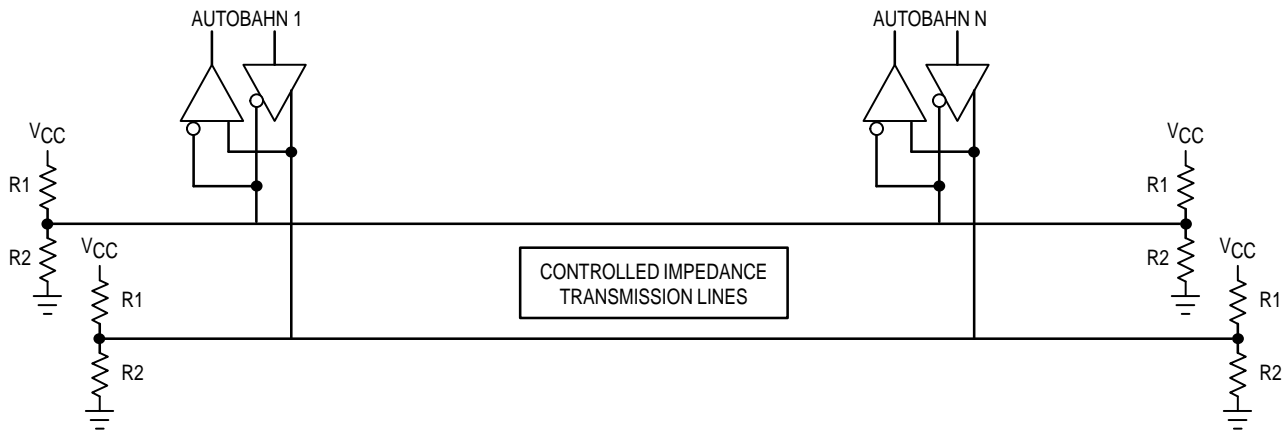 AUTOBAHN 1
AUTOBAHN N
VCC
R1
R2
VCC
R1
R2
CONTROLLED IMPEDANCE
TRANSMISSION LINES
VCC
R1
R2
VCC
R1
R2